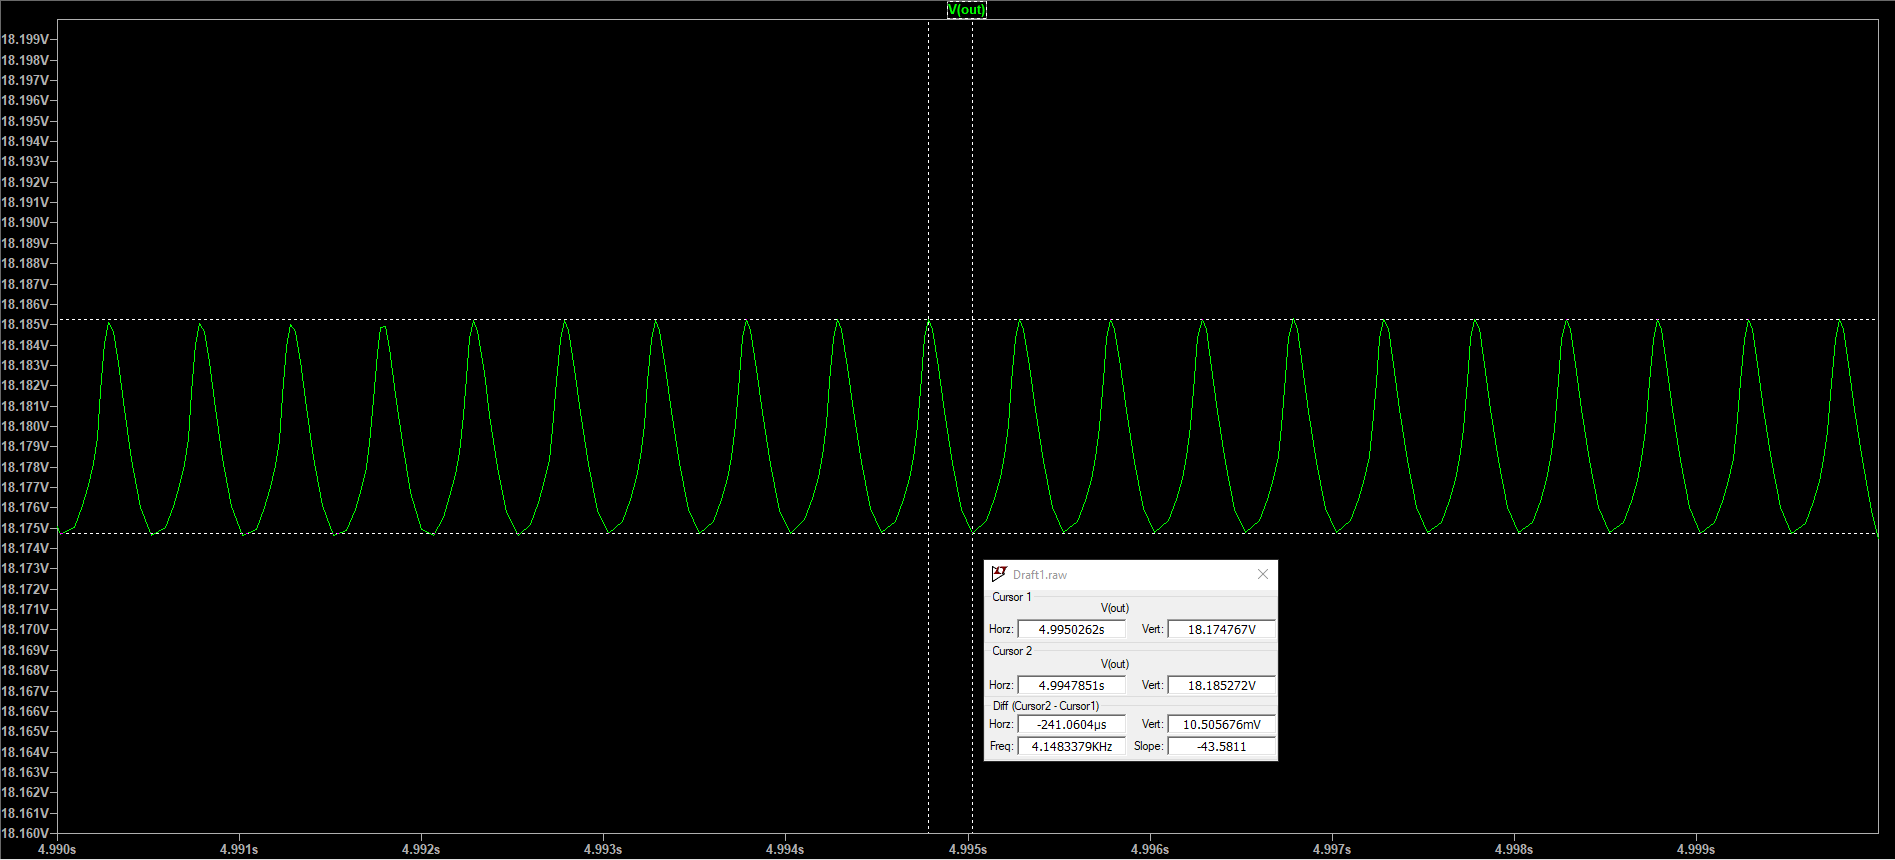 V(out)
18.199V
18.198V
18.197V
18.196V
18.195V
18.194V
18.193V
18.192V
18.191V
18.190V
18.189V
18.188V
18.187V
18.186V
18.185V
18.184V
18.183V
18.182V
18.181V
18.180V
18.179V
18.178V
18.177V
18.176V
18.175V
18.174V
18.173V
18.172V
18.171V
18.170V
18.169V
18.168V
18.167V
18.166V
18.165V
18.164V
18.163V
18.162V
18.161V
18.160V
4.990s 4.991s 4.992s 4.993s 4.994s 4.995s 4.996s 4.997s 4.998s 4.999s
Draft1.raw
Cursor 1
V(out)
Horz: 4.9950262s Vert: 18.174767V
Cursor 2
V(out)
Horz: 4.9947851s Vert: 18.185272V
Diff (Cursor2 - Cursor1)
Horz: -241.0604µs Vert: 10.505676mV
Freq: 4.1483379KHz Slope: -43.5811